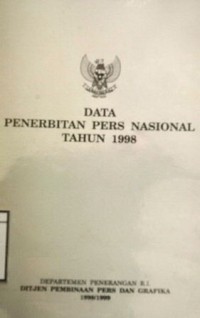 DATA
PENERBITAN PERS NASIONAL
TAHUN 1998
DEPARTEMEN PENERANGAN R.I
DITJEN PEMBINAAN PERS DAN GRAFIKA
1998/1999